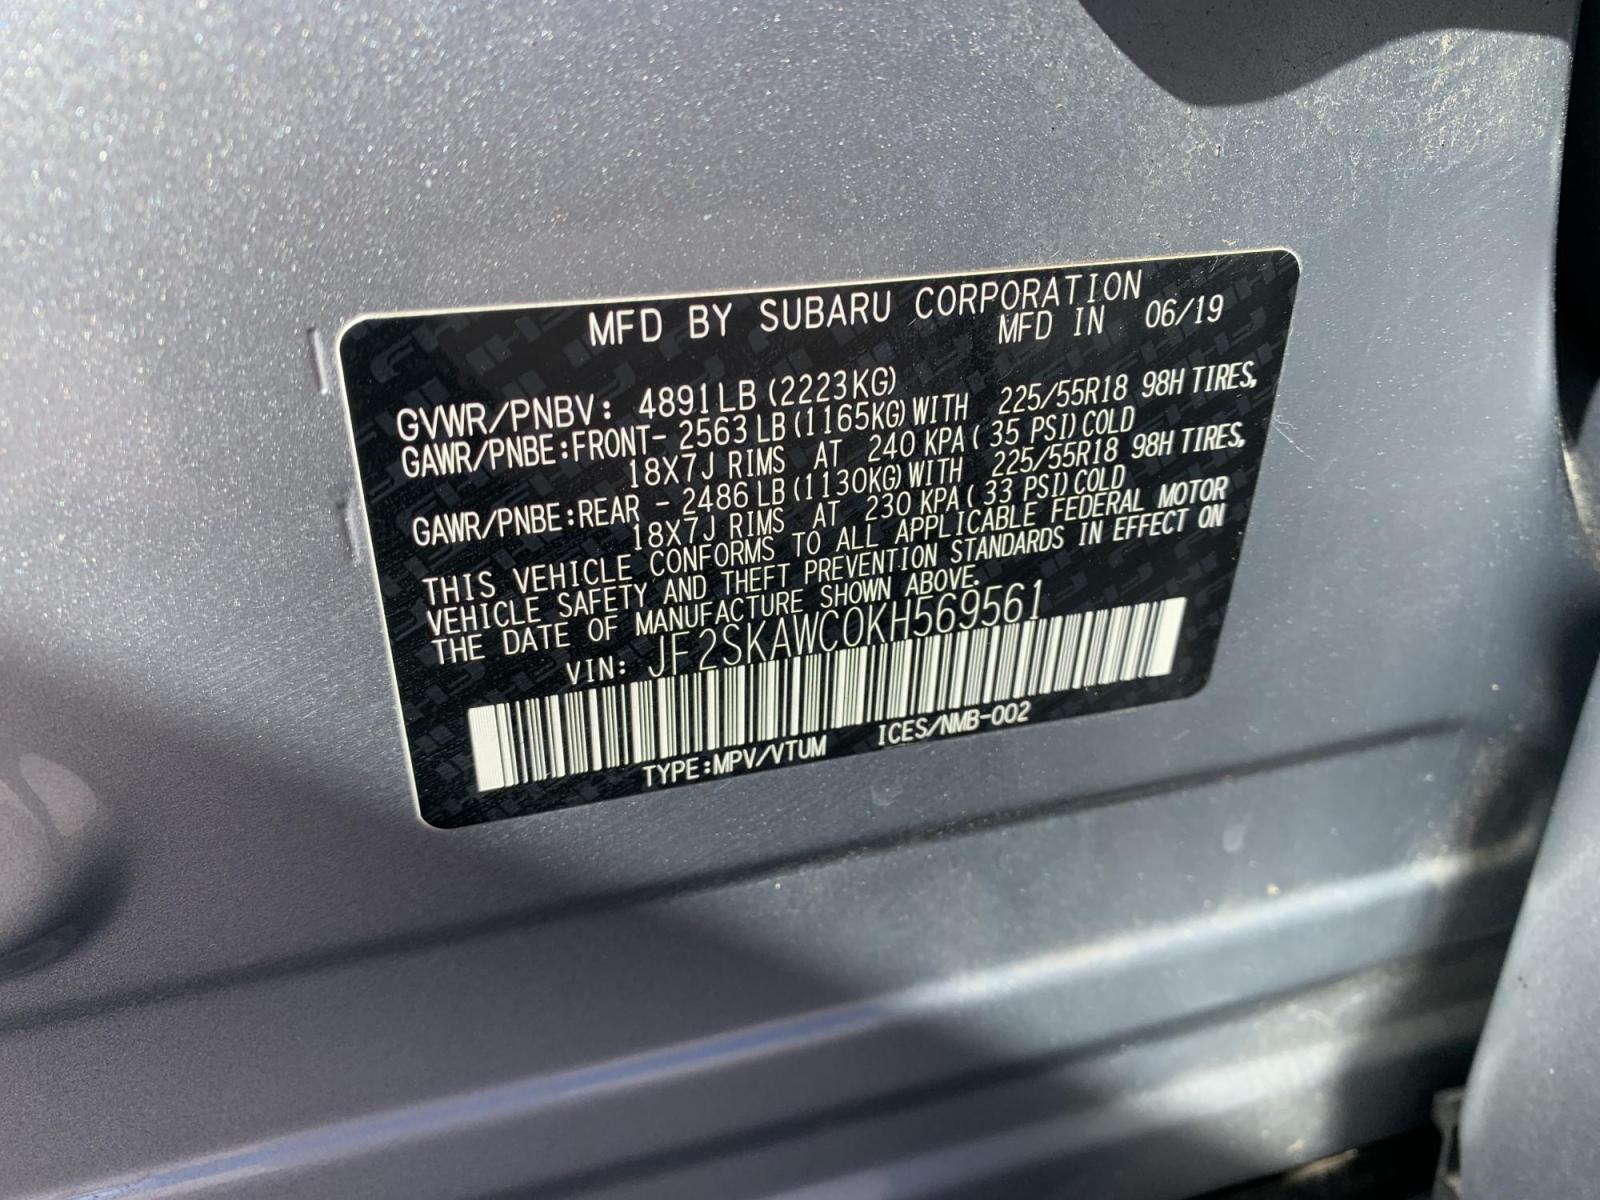 MFD BY SUBARU CORPORATION
MFD IN 06/19
GVWR/PNBV: 4891LB (2223KG)
GAWR/PNBE:FRONT- 2563 LB (1165KG) WITH 225/55R18 98H TIRES,
18X7J RIMS AT 240 KPA ( 35 PSI) COLD
GAWR/PNBE:REAR - 2486 LB (1130KG) WITH 225/55R18 98H TIRES,
18X7J RIMS AT 230 KPA ( 33 PSI) COLD
THIS VEHICLE CONFORMS TO ALL APPLICABLE FEDERAL MOTOR
VEHICLE SAFETY AND THEFT PREVENTION STANDARDS IN EFFECT ON
THE DATE OF MANUFACTURE SHOWN ABOVE.
VIN: JF2SKAWC0KH569561
TYPE:MPV/VTUM ICES/NMB-002